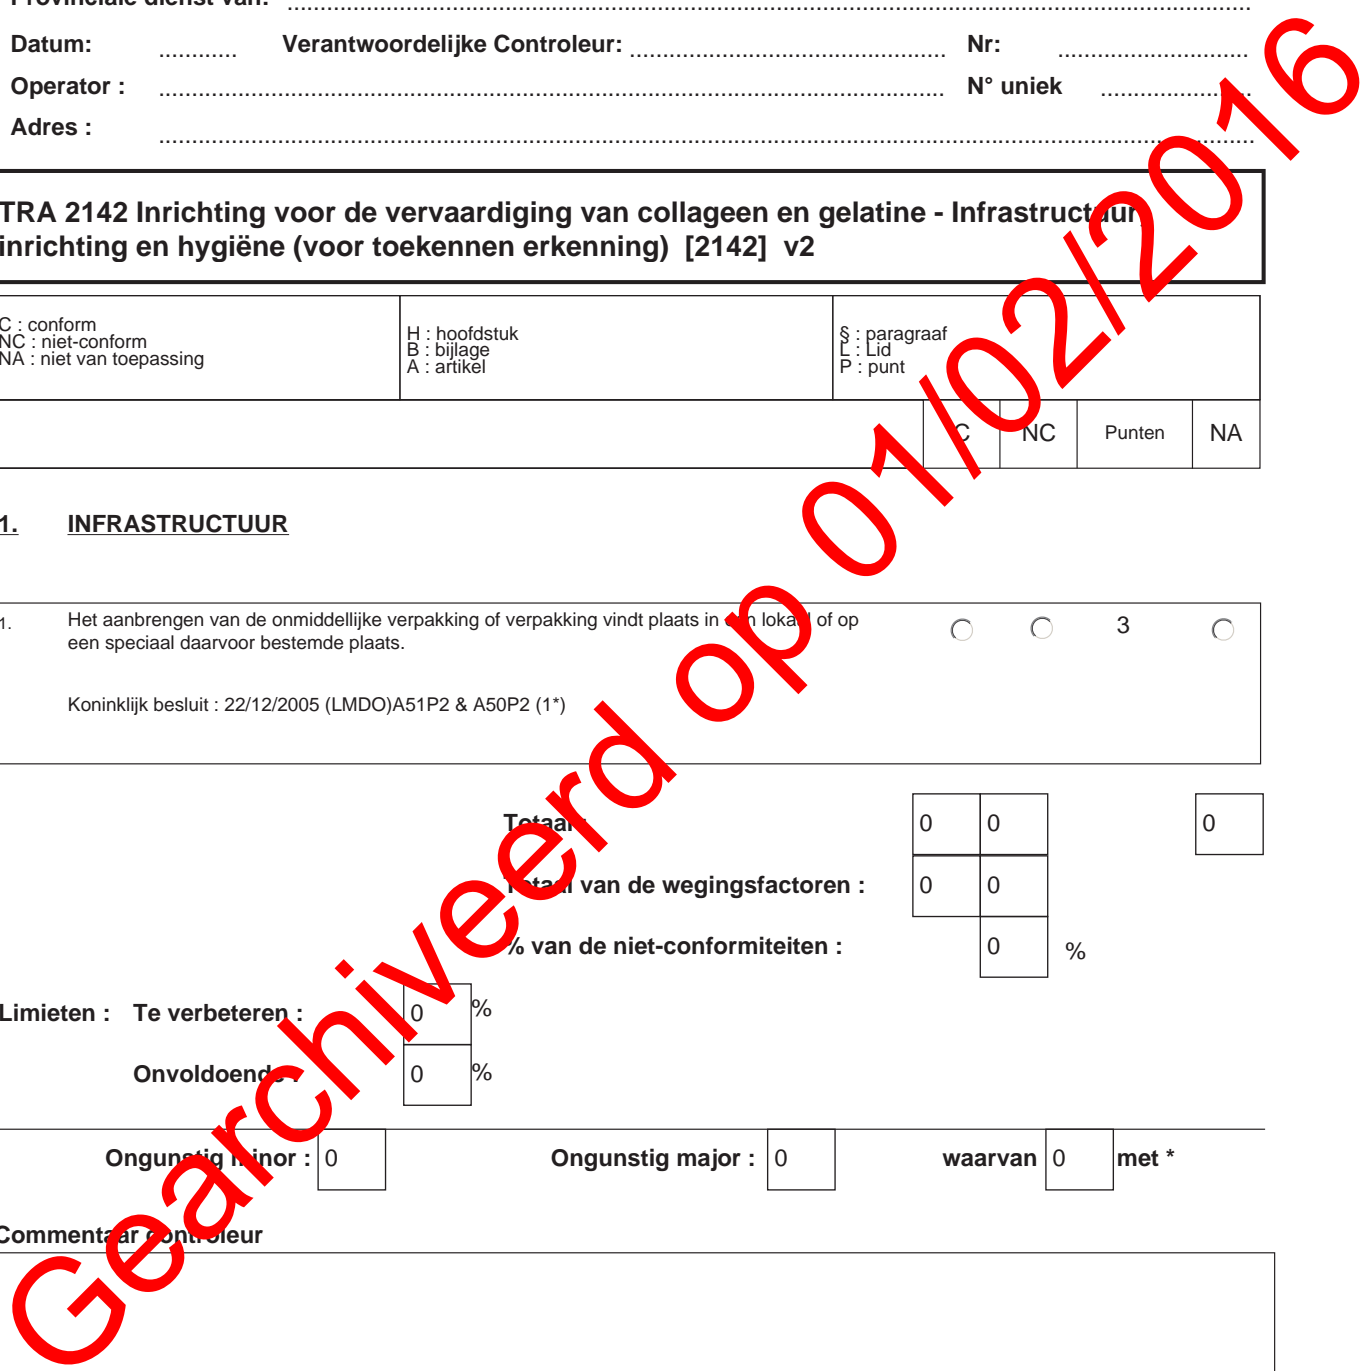 Provinciale dienst van:
Datum: Verantwoordelijke Controleur: Nr:
Operator : N° uniek
Adres :
TRA 2142 Inrichting voor de vervaardiging van collageen en gelatine - Infrastructuur,
inrichting en hygiëne (voor toekennen erkenning) [2142] v2
C : conform
NC : niet-conform
NA : niet van toepassing
H : hoofdstuk
B : bijlage
A : artikel
§ : paragraaf
L : Lid
P : punt
C NC Punten NA
1. INFRASTRUCTUUR
1. Het aanbrengen van de onmiddellijke verpakking of verpakking vindt plaats in een lokaal of op 3
een speciaal daarvoor bestemde plaats.
Koninklijk besluit : 22/12/2005 (LMDO)A51P2 & A50P2 (1*)
Totaal : 0 0 0
Totaal van de wegingsfactoren : 0 0
% van de niet-conformiteiten : 0 %
Limieten : Te verbeteren : 0 %
Onvoldoende : 0 %
Ongunstig minor : 0 Ongunstig major : 0 waarvan 0 met *
Commentaar controleur
Gearchiveerd op 01/02/2016